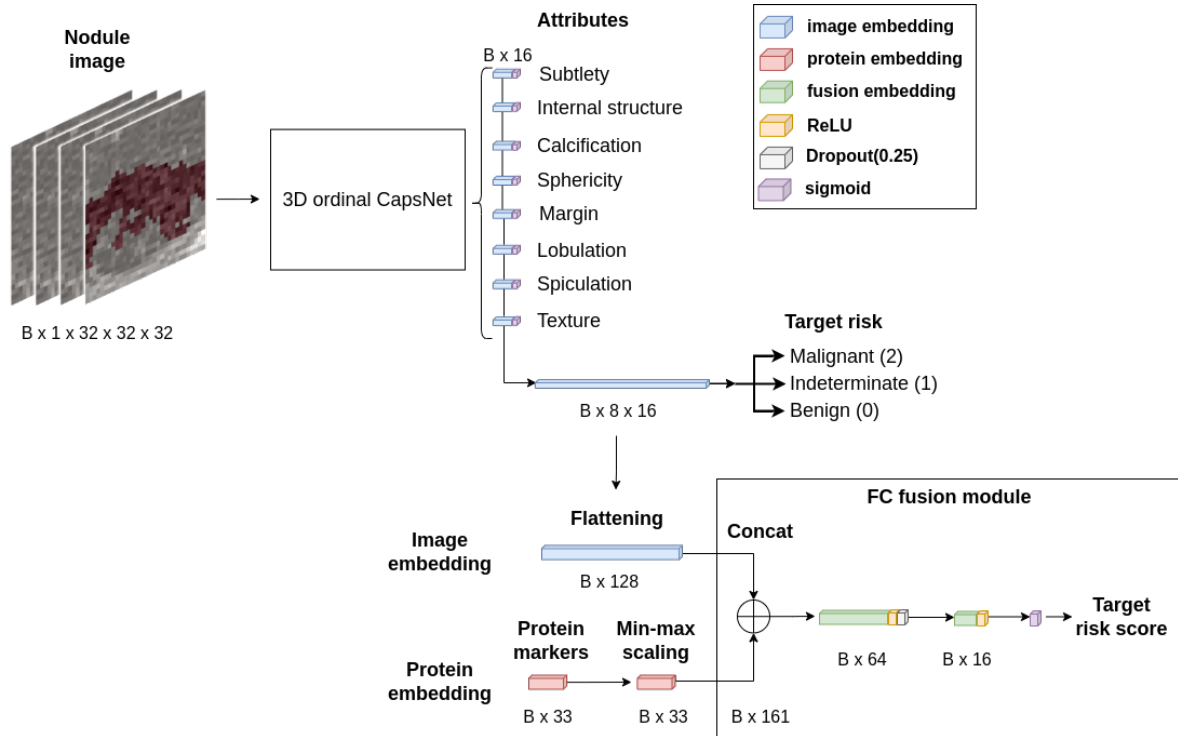 Nodule
image
B x 1 x 32 x 32 x 32
3D ordinal CapsNet
Attributes
B x 16
Subtlety
Internal structure
Calcification
Sphericity
Margin
Lobulation
Spiculation
Texture
image embedding
protein embedding
fusion embedding
ReLU
Dropout(0.25)
sigmoid
B x 8 x 16
Target risk
Malignant (2)
Indeterminate (1)
Benign (0)
Flattening
Image
embedding
B x 128
Protein
markers
Min-max
scaling
Protein
embedding
B x 33
B x 33
FC fusion module
Concat
B x 161
B x 64
B x 16
Target
risk score